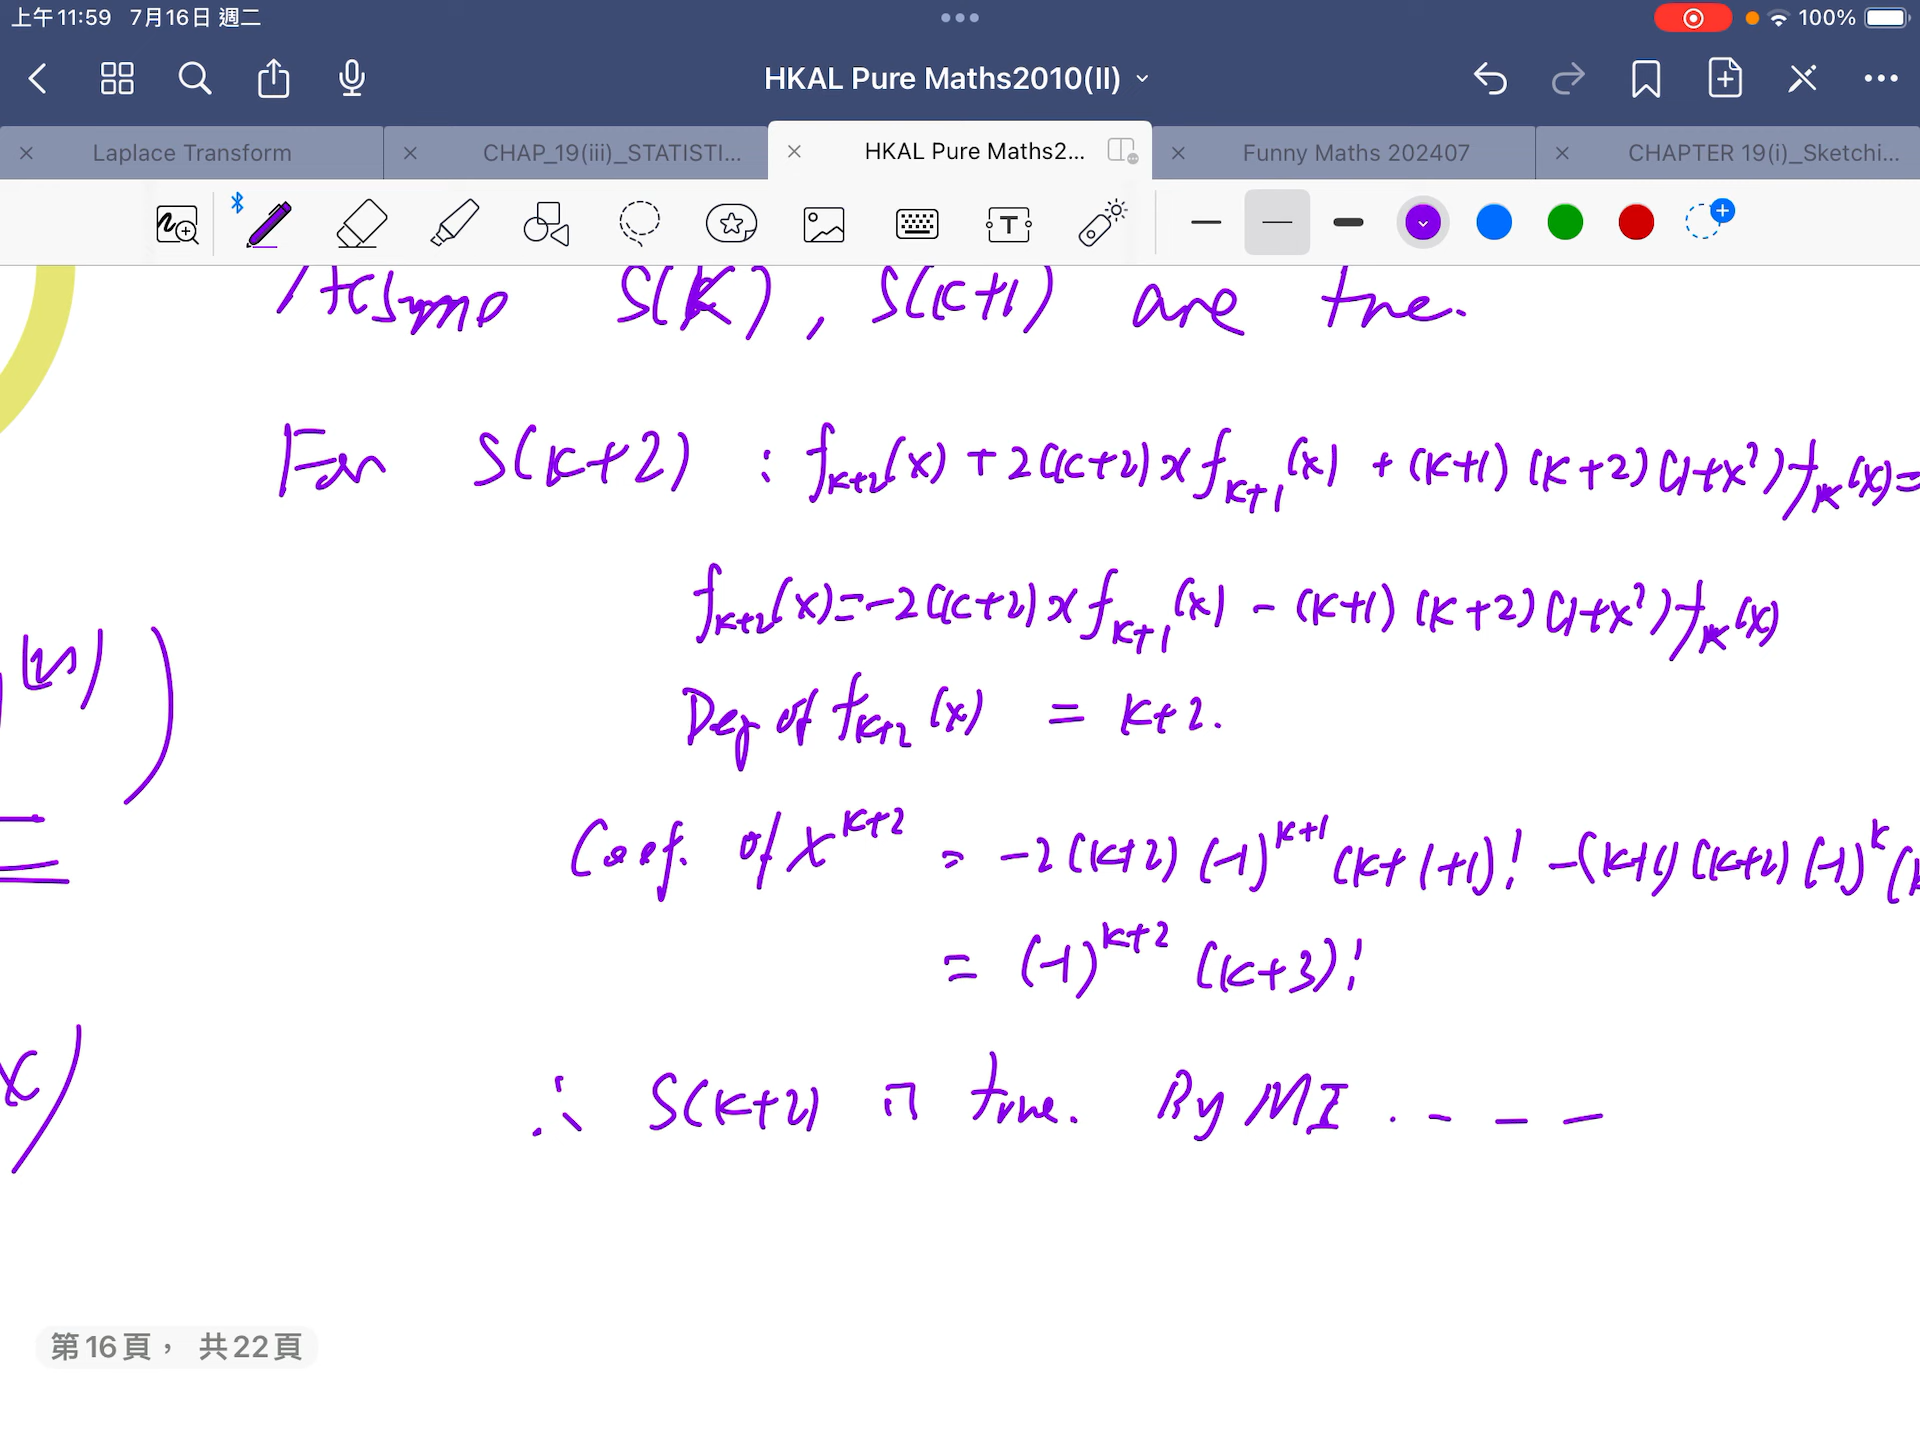 上午11:59 7月16日 週二 100%
HKAL Pure Maths2010(II)
Laplace Transform
CHAP_19(iii)_STATISTI...
HKAL Pure Maths2...
Funny Maths 202407
CHAPTER 19(i)_Sketchi...
S(K), S(K+1) are true.
For S(K+2) : f_{K+2}(x) + 2(K+2)x f_{K+1}(x) + (K+1)(K+2)(1+x²)f_K(x)=
f_{K+2}(x)=-2(K+2)x f_{K+1}(x) - (K+1)(K+2)(1+x²)f_K(x)
Deg of f_{K+2}(x) = K+2.
Coef. of x^{K+2} = -2(K+2)(-1)^{K+1}(K+1+1)! -(K+1)(K+2)(-1)^K(
= (-1)^{K+2} (K+3)!
∴ S(K+2) is true. By MI . - - -
x)
第16頁， 共22頁